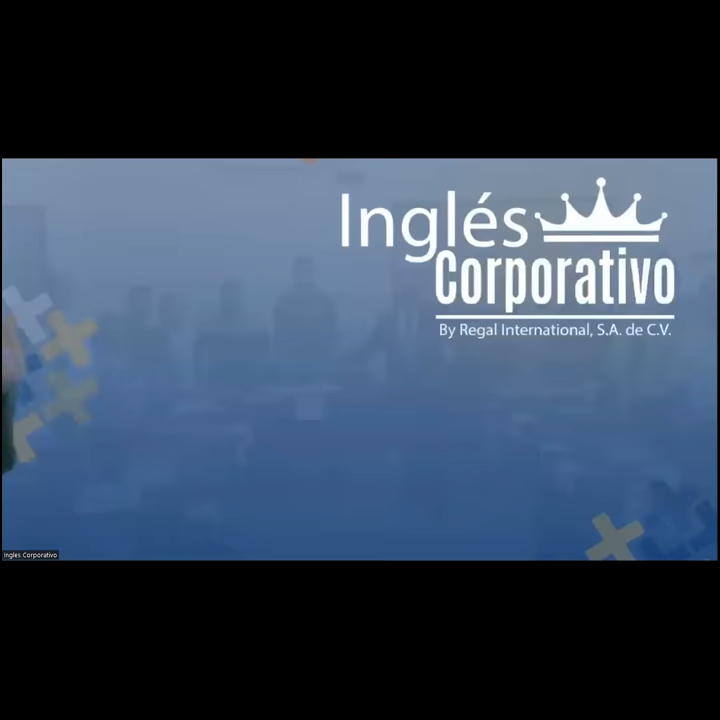 Inglés
Corporativo
By Regal International, S.A. de C.V.
Ingles Corporativo